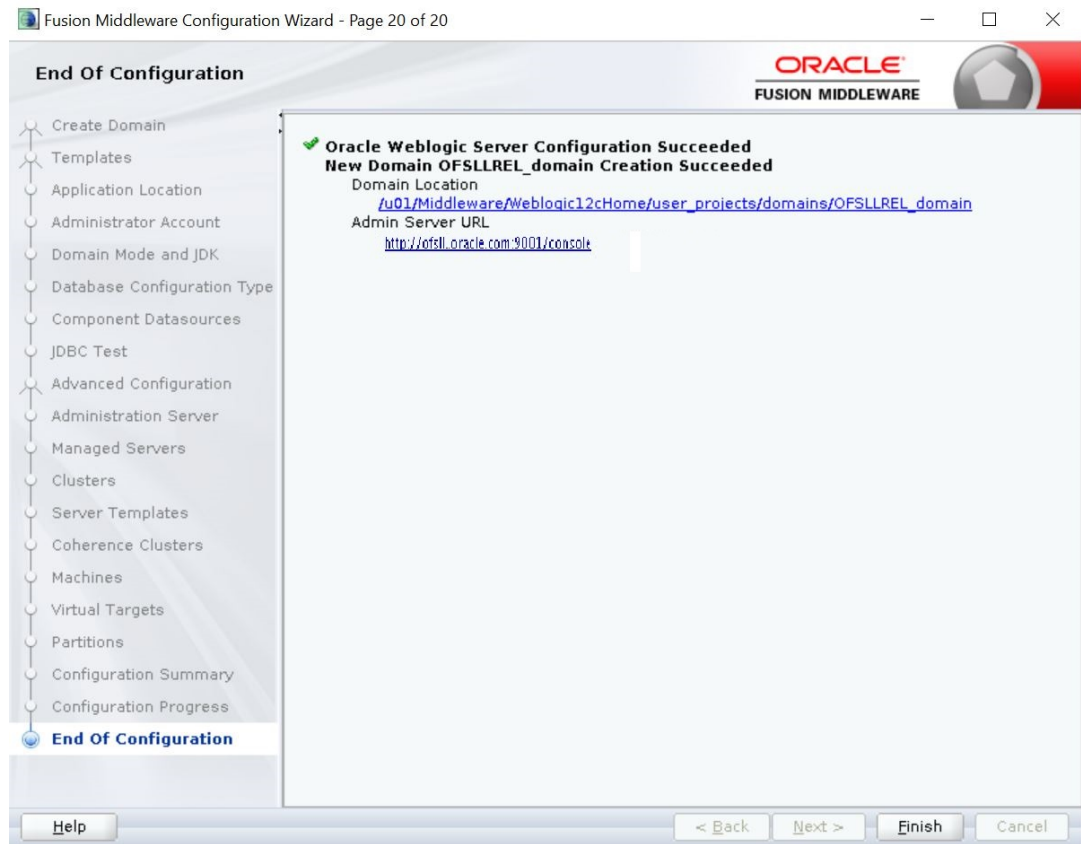 Fusion Middleware Configuration Wizard - Page 20 of 20
End Of Configuration
ORACLE
FUSION MIDDLEWARE
Create Domain
Templates
Application Location
Administrator Account
Domain Mode and JDK
Database Configuration Type
Component Datasources
JDBC Test
Advanced Configuration
Administration Server
Managed Servers
Clusters
Server Templates
Coherence Clusters
Machines
Virtual Targets
Partitions
Configuration Summary
Configuration Progress
End Of Configuration
Oracle Weblogic Server Configuration Succeeded
New Domain OFSLLREL_domain Creation Succeeded
Domain Location
/u01/Middleware/Weblogic12cHome/user_projects/domains/OFSLLREL_domain
Admin Server URL
http://ofsll.oracle.com:9001/console
Help
< Back
Next >
Finish
Cancel